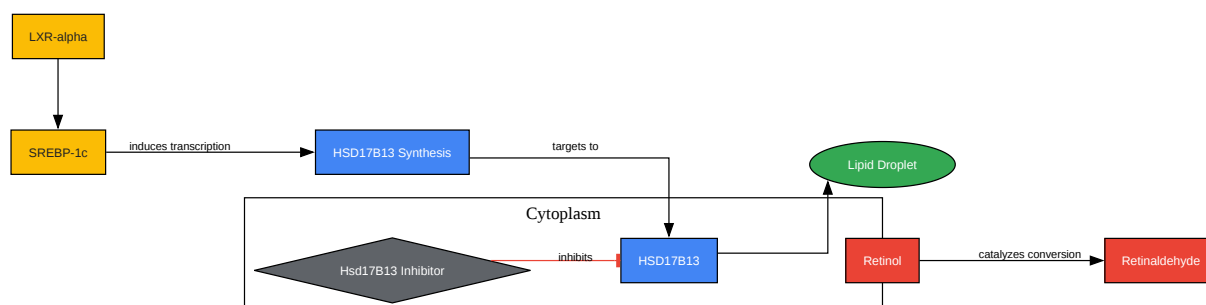 LXR-alpha
SREBP-1c
induces transcription
HSD17B13 Synthesis
targets to
Lipid Droplet
Cytoplasm
Hsd17B13 Inhibitor
inhibits
HSD17B13
Retinol
catalyzes conversion
Retinaldehyde